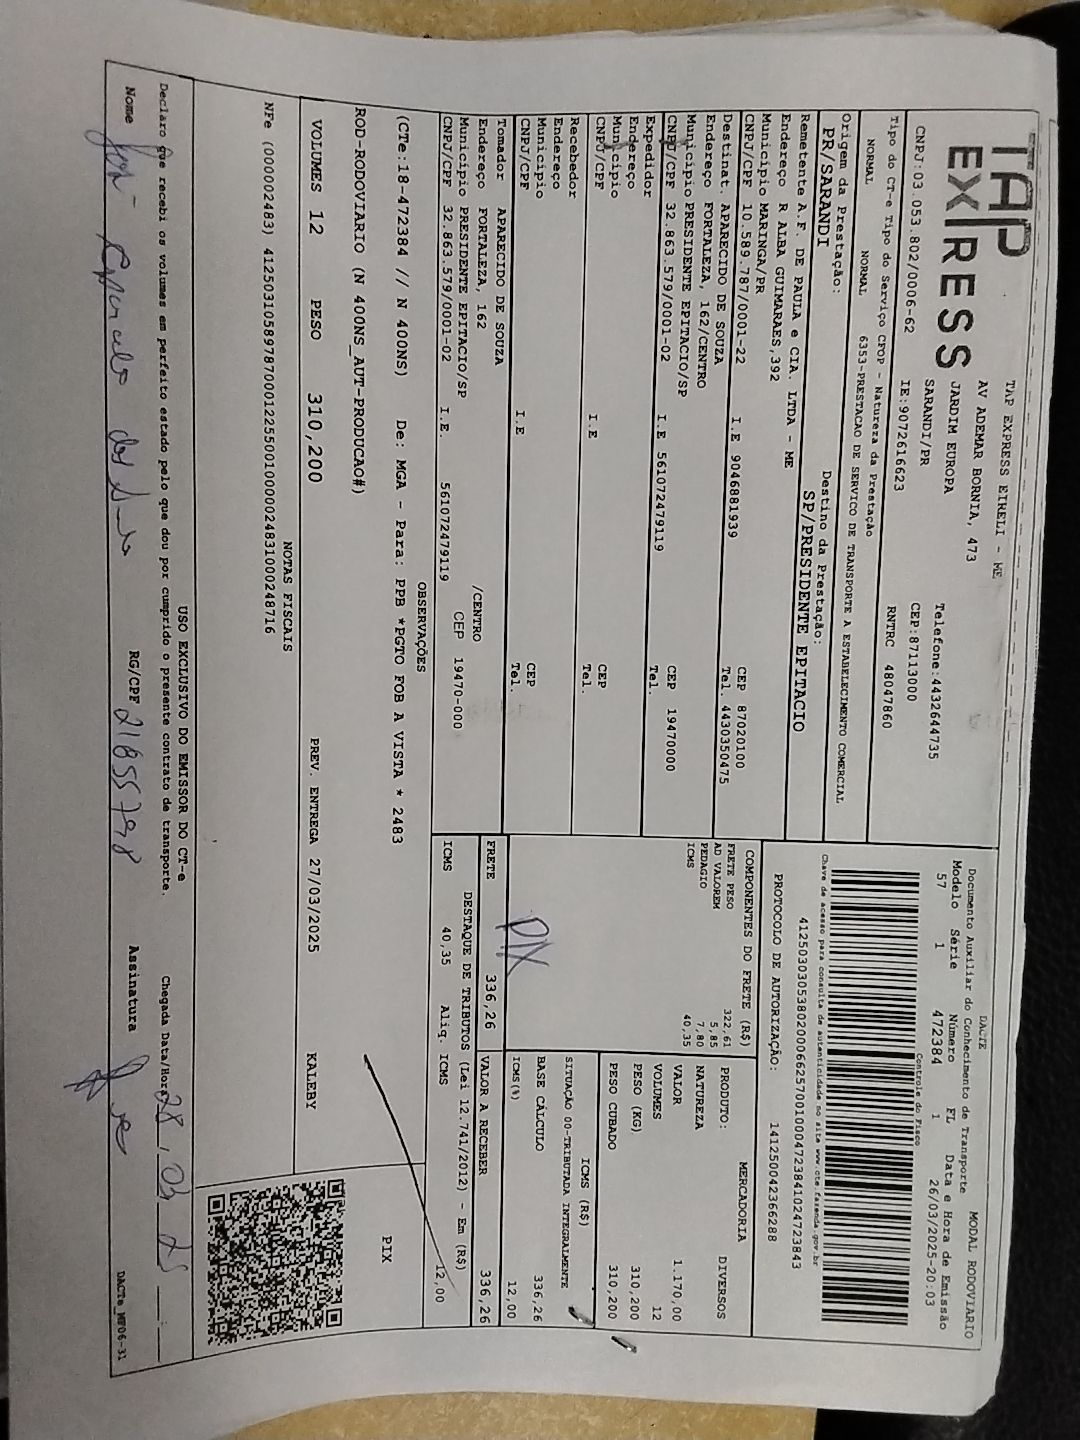 TAP
EXPRESS
TAP EXPRESS EIRELI - ME
AV ADEMAR BORNIA, 473
JARDIM EUROPA
SARANDI/PR
Telefone:4432644735
CEP:87113000
CNPJ:03.053.802/0006-62
IE:9072616623
RNTRC 48047860
DACTE
MODAL RODOVIARIO
Documento Auxiliar do Conhecimento de Transporte
Modelo Série Número FL Data e Hora de Emissão
57 1 472384 1 26/03/2025-20:03
Controle do Fisco
Chave de acesso para consulta de autenticidade no site www.cte.fazenda.gov.br
41250303053802000662570010004723841024723843
PROTOCOLO DE AUTORIZAÇÃO: 141250042366288
Tipo do CT-e Tipo do Serviço CFOP - Natureza da Prestação
NORMAL NORMAL 6353-PRESTACAO DE SERVICO DE TRANSPORTE A ESTABELECIMENTO COMERCIAL
Origem da Prestação: Destino da Prestação:
PR/SARANDI SP/PRESIDENTE EPITACIO
Remetente A.F. DE PAULA e CIA. LTDA - ME
Endereço R ALBA GUIMARAES,392
Município MARINGA/PR CEP 87020100
CNPJ/CPF 10.589.787/0001-22 I.E 9046881939 Tel. 4430350475
Destinat. APARECIDO DE SOUZA
Endereço FORTALEZA, 162/CENTRO
Município PRESIDENTE EPITACIO/SP CEP 19470000
CNPJ/CPF 32.863.579/0001-02 I.E 561072479119 Tel.
Expedidor
Endereço
Município CEP
CNPJ/CPF I.E Tel.
Recebedor
Endereço
Município CEP
CNPJ/CPF I.E Tel.
Tomador APARECIDO DE SOUZA
Endereço FORTALEZA, 162 /CENTRO
Município PRESIDENTE EPITACIO/SP CEP 19470-000
CNPJ/CPF 32.863.579/0001-02 I.E. 561072479119
COMPONENTES DO FRETE (R$)
FRETE PESO 322,61
AD VALOREM 5,85
PEDAGIO 7,80
ICMS 40,35
PIX
MERCADORIA
PRODUTO: DIVERSOS
NATUREZA
VALOR 1.170,00
VOLUMES 12
PESO (KG) 310,200
PESO CUBADO 310,200
ICMS (R$)
SITUAÇÃO 00-TRIBUTADA INTEGRALMENTE
BASE CÁLCULO 336,26
ICMS(%) 12,00
FRETE 336,26 VALOR A RECEBER 336,26
DESTAQUE DE TRIBUTOS (Lei 12.741/2012) - Em (R$)
ICMS 40,35 Aliq. ICMS 12,00
OBSERVAÇÕES
(CTe:18-472384 // N 400NS) De: MGA - Para: PPB *PGTO FOB A VISTA * 2483
PIX
ROD-RODOVIARIO (N 400NS_AUT-PRODUCAO#)
VOLUMES 12 PESO 310,200 PREV. ENTREGA 27/03/2025 KALEBY
NOTAS FISCAIS
NFe (000002483) 41250310589787000122550010000024831000248716
USO EXCLUSIVO DO EMISSOR DO CT-e
Declaro que recebi os volumes em perfeito estado pelo que dou por cumprido o presente contrato de transporte. Chegada Data/Hora 28, 03 25
Nome RG/CPF 21855798 Assinatura
DACTe_MF06-31